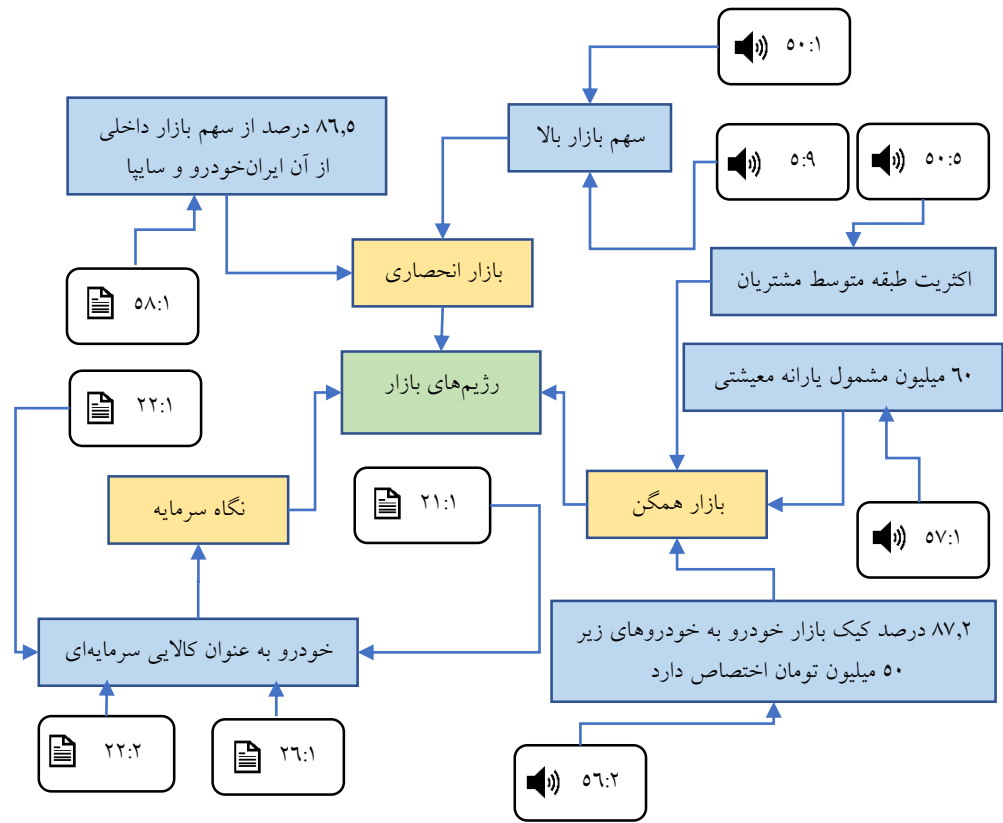 ۵۰:۱
سهم بازار بالا
۵:۹
۵۰:۵
۸۶,۵ درصد از سهم بازار داخلی
از آن ایران‌خودرو و سایپا
بازار انحصاری
اکثریت طبقه متوسط مشتریان
۵۸:۱
رژیم‌های بازار
۶۰ میلیون مشمول یارانه معیشتی
۲۲:۱
نگاه سرمایه
۲۱:۱
بازار همگن
۵۷:۱
خودرو به عنوان کالایی سرمایه‌ای
۸۷,۲ درصد کیک بازار خودرو به خودروهای زیر
۵۰ میلیون تومان اختصاص دارد
۲۲:۲
۲۶:۱
۵۶:۲